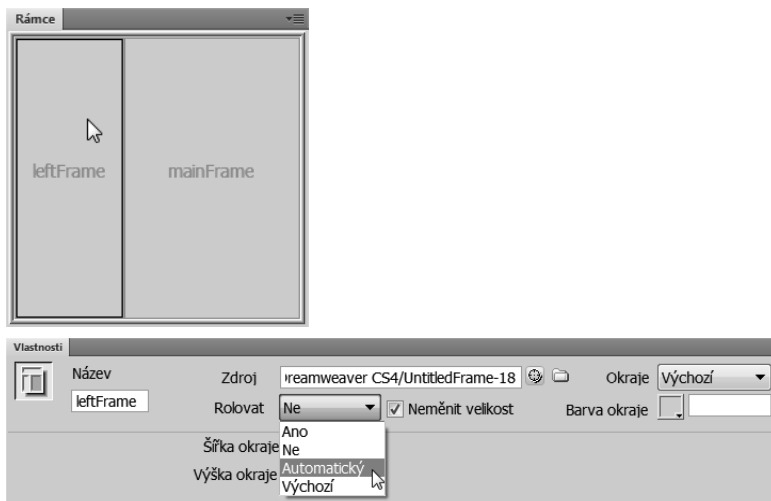 Rámce
leftFrame mainFrame
Vlastnosti
Název Zdroj reamweaver CS4/UntitledFrame-18 Okraje Výchozí
leftFrame Rolovat Ne Neměnit velikost Barva okraje
Šířka okraje Ano
Ne
Výška okraje Automatický
Výchozí